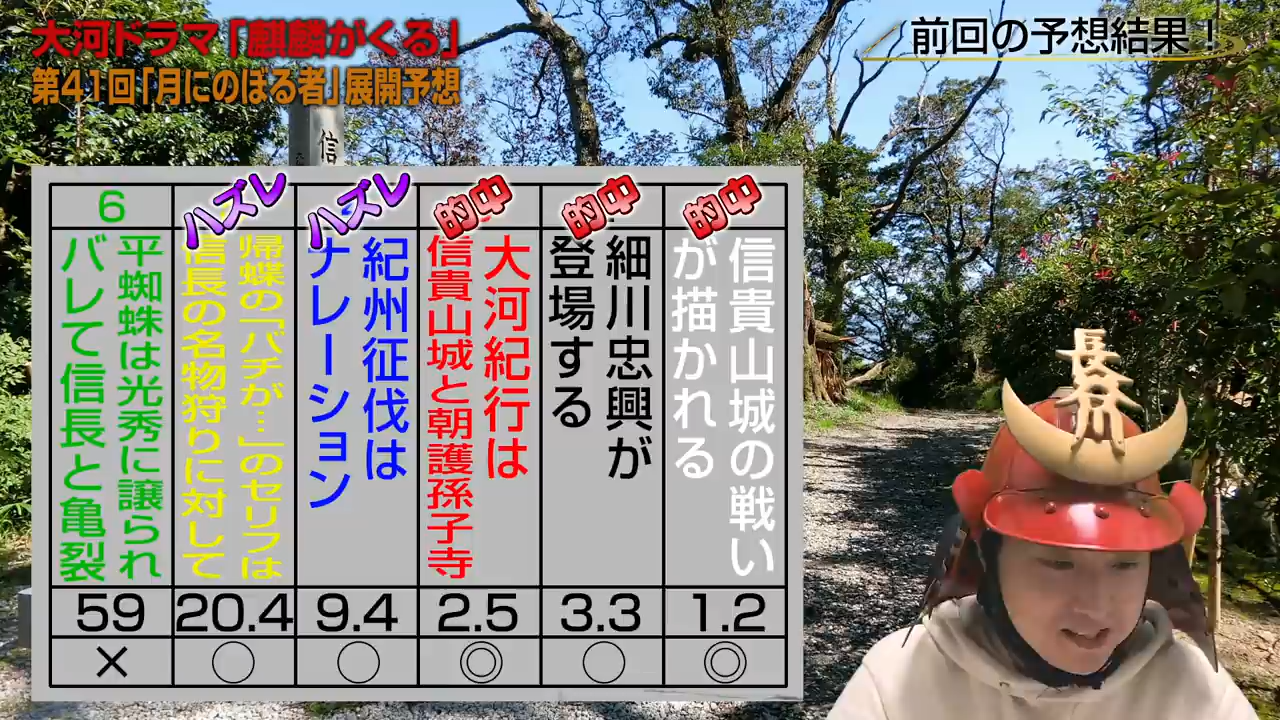 大河ドラマ「麒麟がくる」
第41回「月にのぼる者」展開予想
前回の予想結果！
信
的中
信貴山城の戦い
が描かれる
1.2
◎
的中
細川忠興が
登場する
3.3
○
的中
大河紀行は
信貴山城と朝護孫子寺
2.5
◎
ハズレ
紀州征伐は
ナレーション
9.4
○
ハズレ
帰蝶の「バチが…」のセリフは
信長の名物狩りに対して
20.4
○
6
平蜘蛛は光秀に譲られ
バレて信長と亀裂
59
×
長谷川